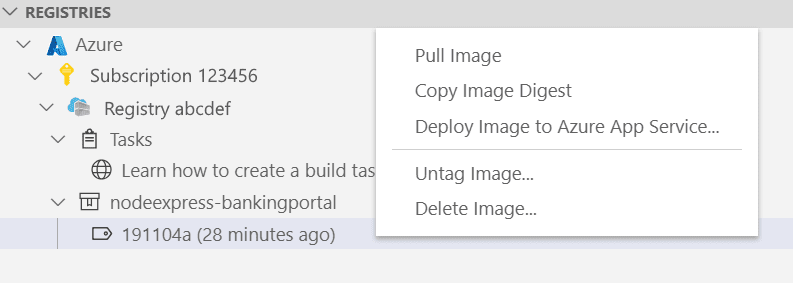 REGISTRIES
Azure
Subscription 123456
Registry abcdef
Tasks
Learn how to create a build tas
nodeexpress-bankingportal
191104a (28 minutes ago)
Pull Image
Copy Image Digest
Deploy Image to Azure App Service...
Untag Image...
Delete Image...